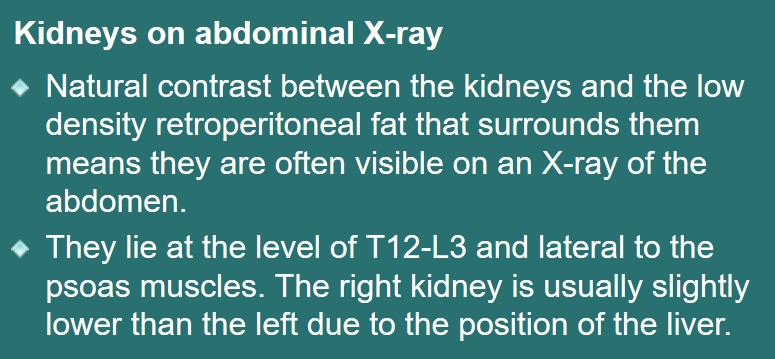 Kidneys on abdominal X-ray
Natural contrast between the kidneys and the low
density retroperitoneal fat that surrounds them
means they are often visible on an X-ray of the
abdomen.
They lie at the level of T12-L3 and lateral to the
psoas muscles. The right kidney is usually slightly
lower than the left due to the position of the liver.